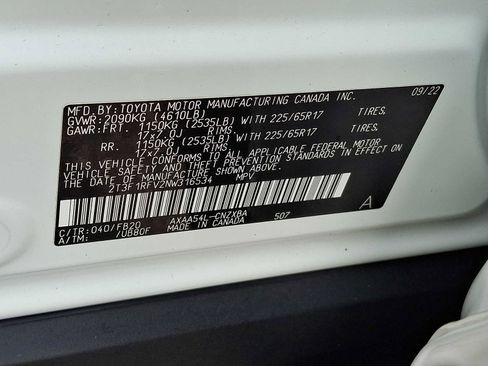 MFD.BY:TOYOTA MOTOR MANUFACTURING CANADA INC. 09/22
GVWR:2090KG (4610LB)
GAWR:FRT. 1150KG (2535LB) WITH 225/65R17 TIRES,
17x7.0J RIMS.
RR. 1150KG (2535LB) WITH 225/65R17 TIRES,
17x7.0J RIMS.
THIS VEHICLE CONFORMS TO ALL APPLICABLE FEDERAL MOTOR
VEHICLE SAFETY AND THEFT PREVENTION STANDARDS IN EFFECT
ON THE DATE OF MANUFACTURE SHOWN ABOVE.
2T3F1RFV2NW316534 MPV
C/TR:040/FB20 AXAA54L-CNZXBA 507
A/TM: /UB80F MADE IN CANADA
A